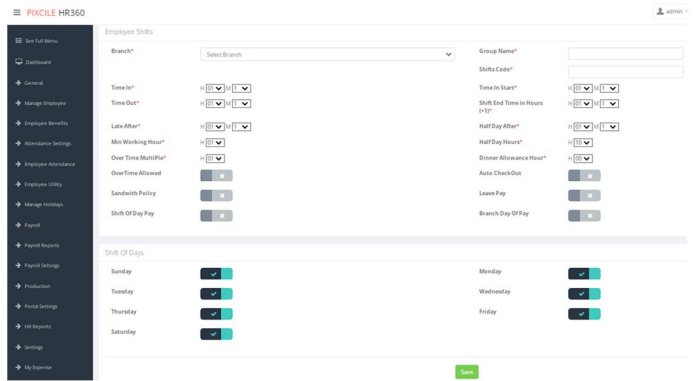 PIXCILE HR360
admin
See Full Menu
Dashboard
General
Manage Employee
Employee Benefits
Attendance Settings
Employee Attendance
Employee Utility
Manage Holidays
Payroll
Payroll Reports
Payroll Settings
Production
Portal Settings
HR Reports
Settings
My Expense
Employee Shifts
Branch* Select Branch Group Name*
Shifts Code*
Time In* H 01 M 1 Time In Start* H 01 M 1
Time Out* H 01 M 1 Shift End Time in Hours
(+1)* H 01 M 1
Late After* H 01 M 1 Half Day After* H 01 M 1
Min Working Hour* H 01 Half Day Hours* H 10
Over Time MultiPle* H 01 Dinner Allowance Hour* H 00
OverTime Allowed Auto CheckOut
Sandwith Policy Leave Pay
Shift Of Day Pay Branch Day Of Pay
Shift Of Days
Sunday Monday
Tuesday Wednesday
Thursday Friday
Saturday
Save